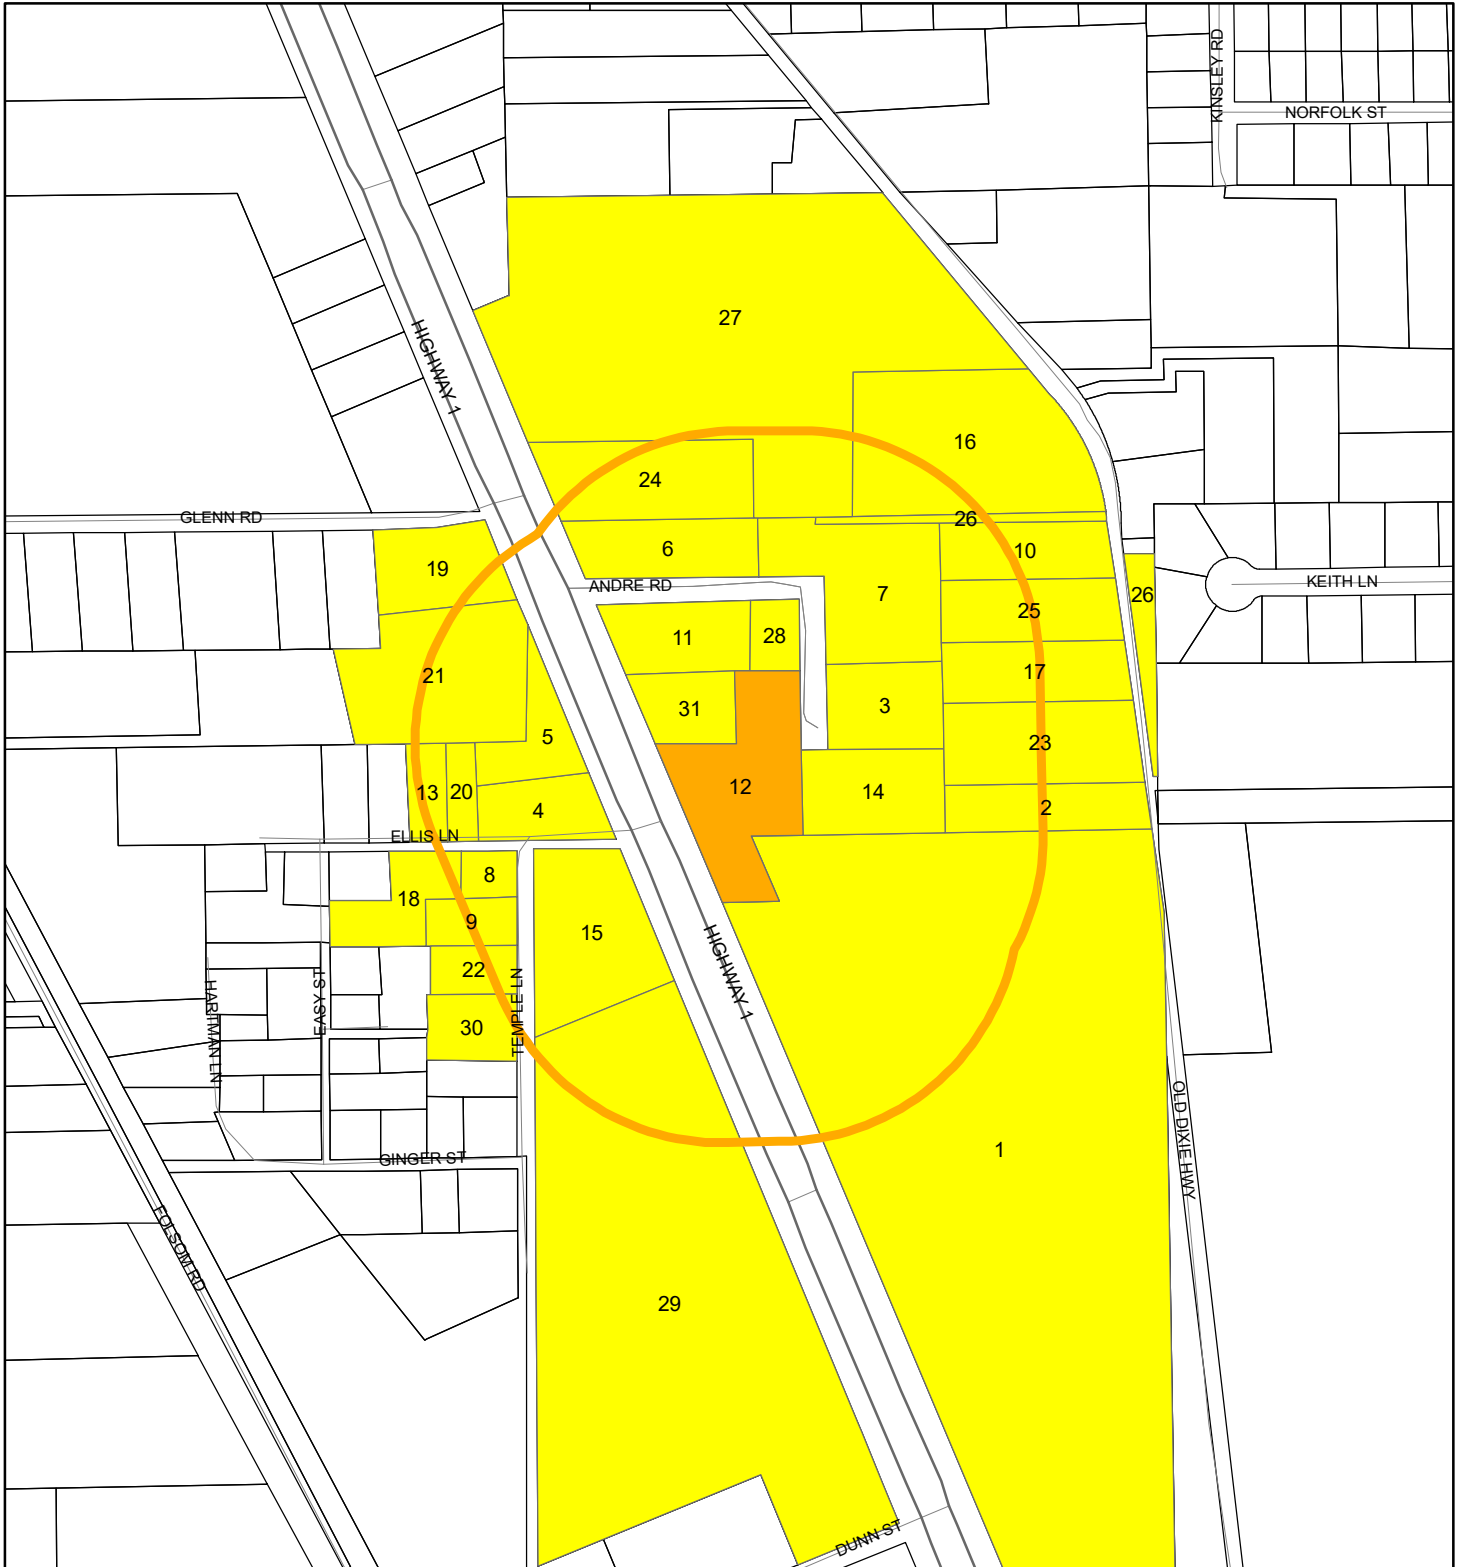 KINSLEY RD
NORFOLK ST
27
HIGHWAY 1
16
24
GLENN RD
26
6
10
19
ANDRE RD
7
KEITH LN
26
25
11
28
21
17
31
3
5
23
12
13
20
14
4
2
ELLIS LN
8
18
9
15
22
HIGHWAY 1
HARTMAN LN
EASY ST
TEMPLE LN
30
OLD DIXIE HWY
1
GINGER ST
FOLSOM RD
29
DUNN ST